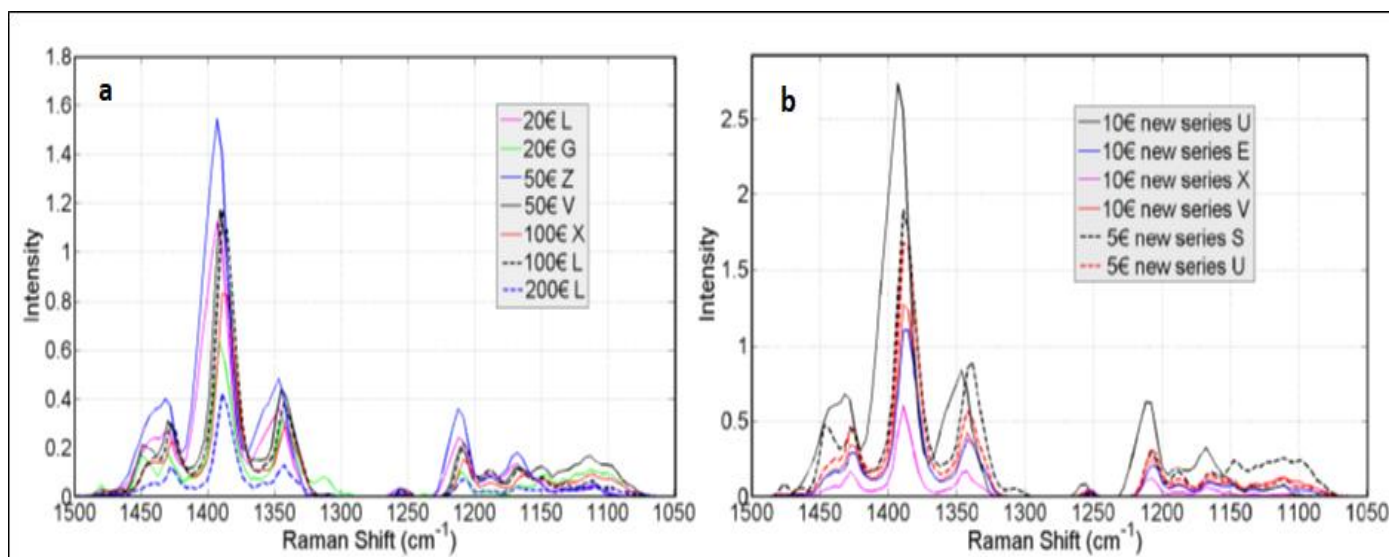 a
1.8
1.6
1.4
1.2
1
0.8
0.6
0.4
0.2
0
Intensity
20€ L
20€ G
50€ Z
50€ V
100€ X
100€ L
200€ L
1500 1450 1400 1350 1300 1250 1200 1150 1100 1050
Raman Shift (cm-1)
b
2.5
2
1.5
1
0.5
0
Intensity
10€ new series U
10€ new series E
10€ new series X
10€ new series V
5€ new series S
5€ new series U
1500 1450 1400 1350 1300 1250 1200 1150 1100 1050
Raman Shift (cm-1)